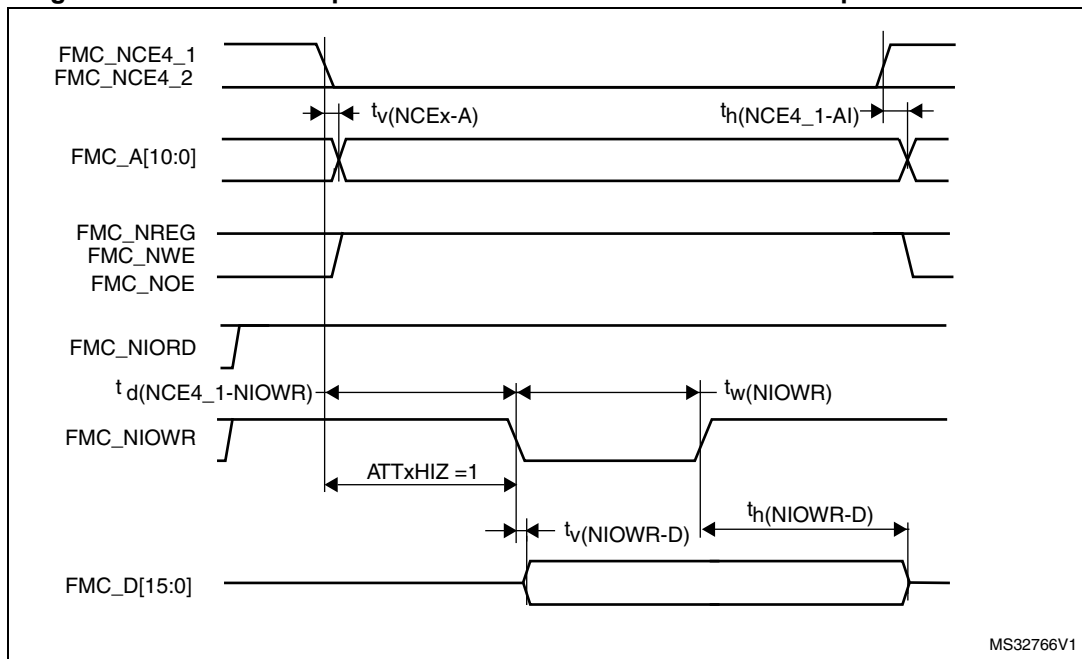 FMC_NCE4_1
FMC_NCE4_2
tv(NCEx-A)
th(NCE4_1-AI)
FMC_A[10:0]
FMC_NREG
FMC_NWE
FMC_NOE
FMC_NIORD
td(NCE4_1-NIOWR)
tw(NIOWR)
FMC_NIOWR
ATTxHIZ =1
th(NIOWR-D)
tv(NIOWR-D)
FMC_D[15:0]
MS32766V1